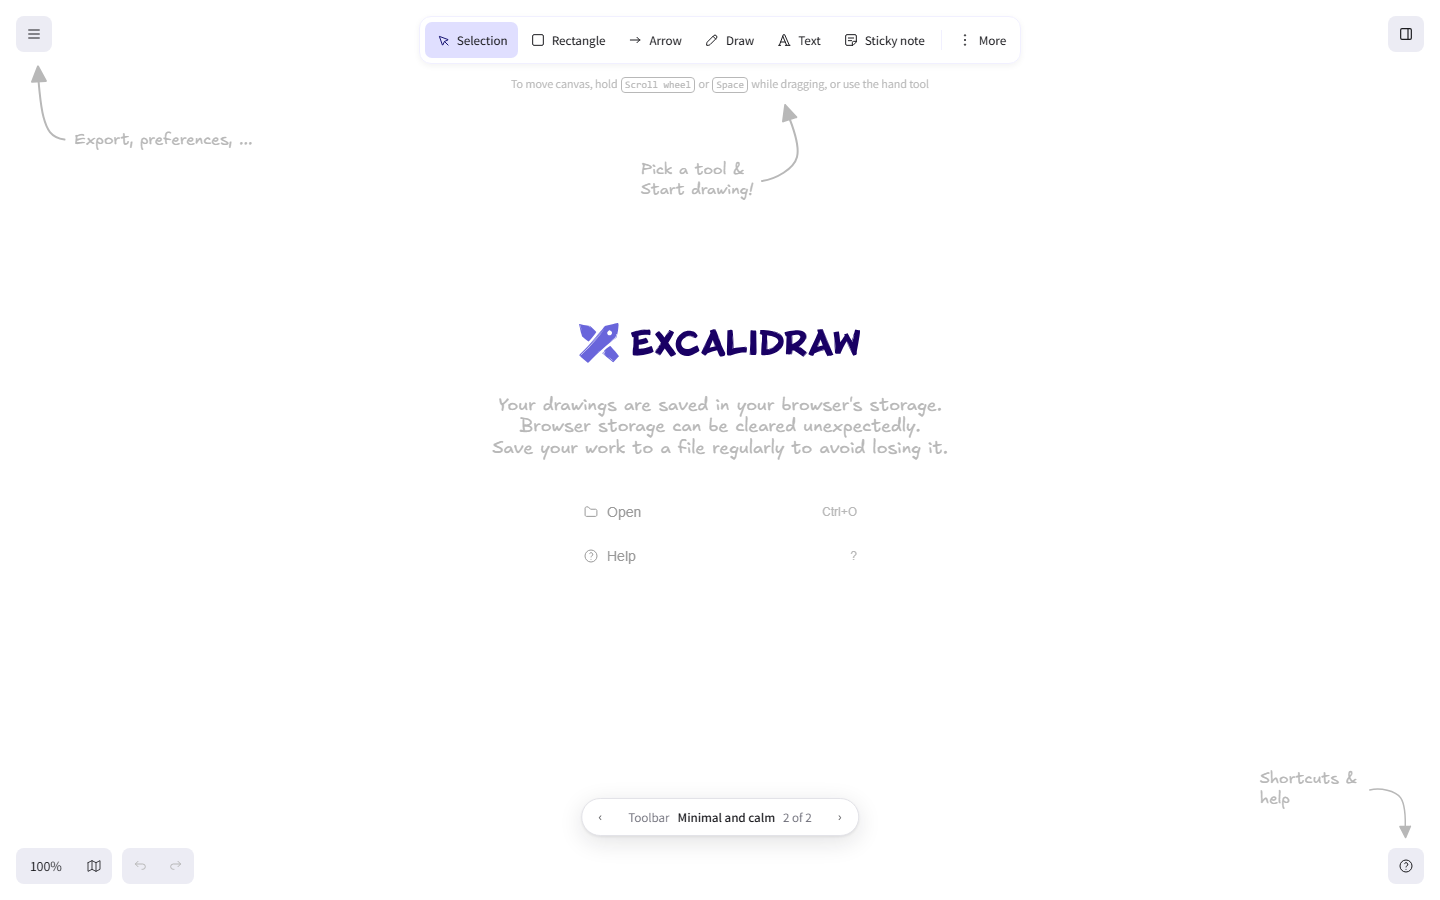 Selection Rectangle Arrow Draw Text Sticky note More
To move canvas, hold Scroll wheel or Space while dragging, or use the hand tool
Export, preferences, ...
Pick a tool &
Start drawing!
EXCALIDRAW
Your drawings are saved in your browser's storage.
Browser storage can be cleared unexpectedly.
Save your work to a file regularly to avoid losing it.
Open Ctrl+O
Help ?
Shortcuts &
help
‹ Toolbar Minimal and calm 2 of 2 ›
100%